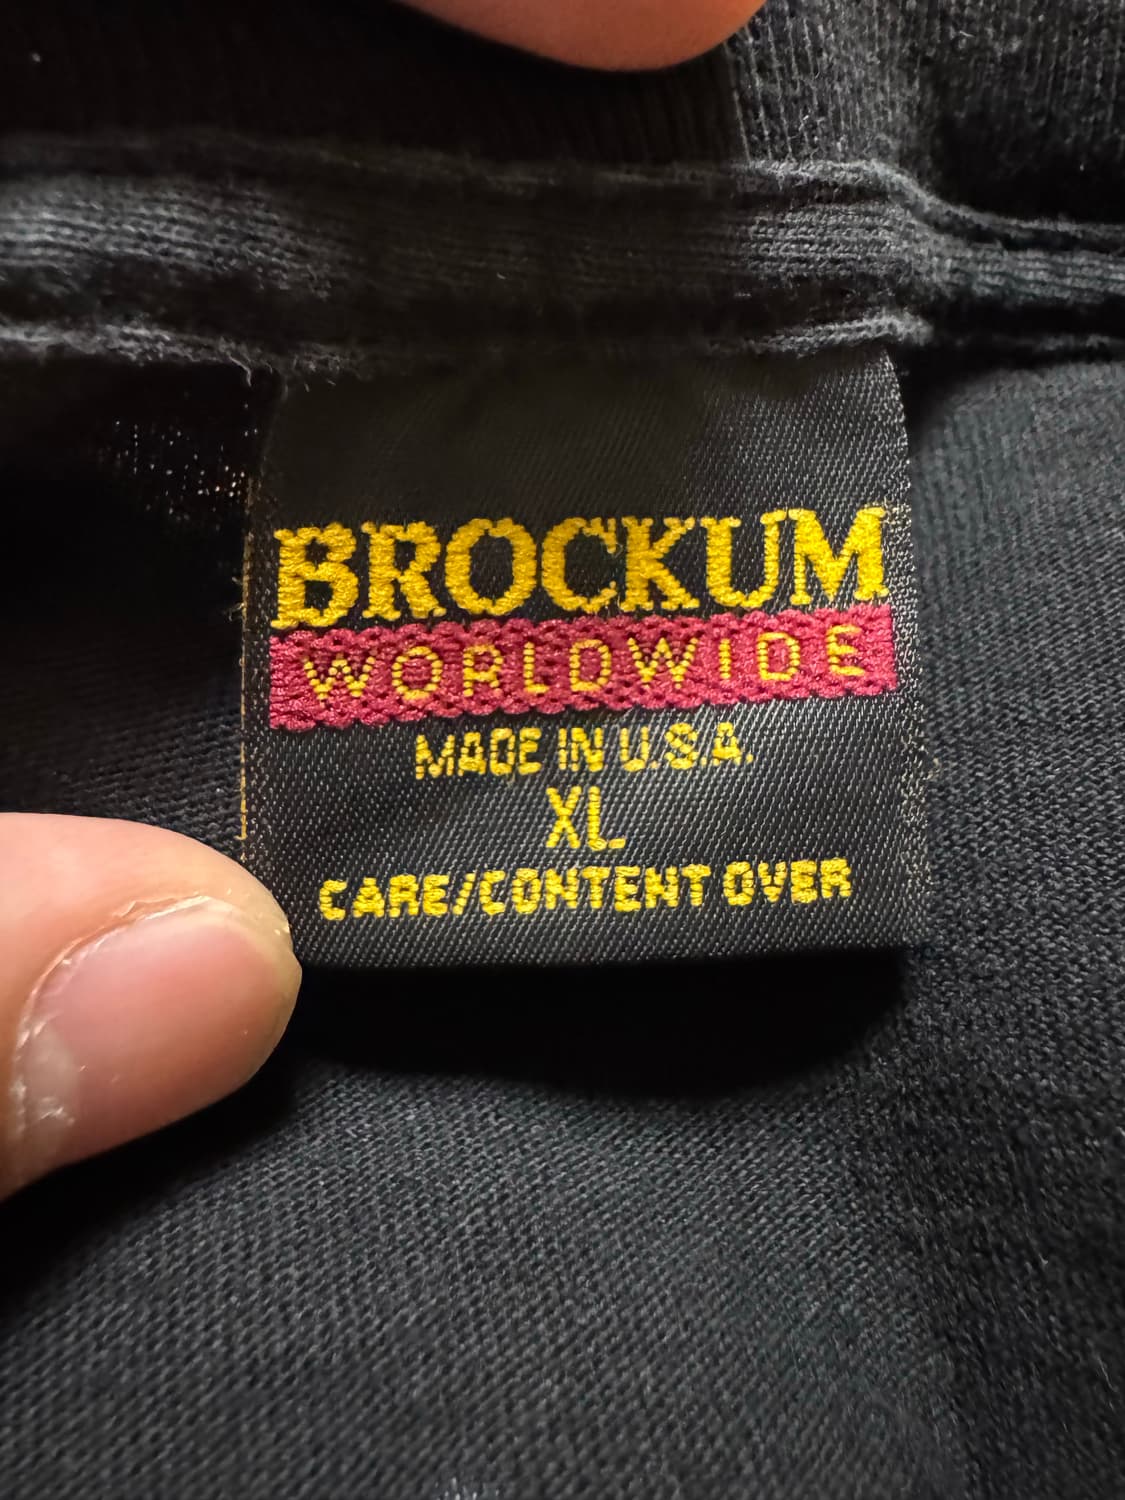 BROCKUM
WORLDWIDE
MADE IN U.S.A.
XL
CARE/CONTENT OVER